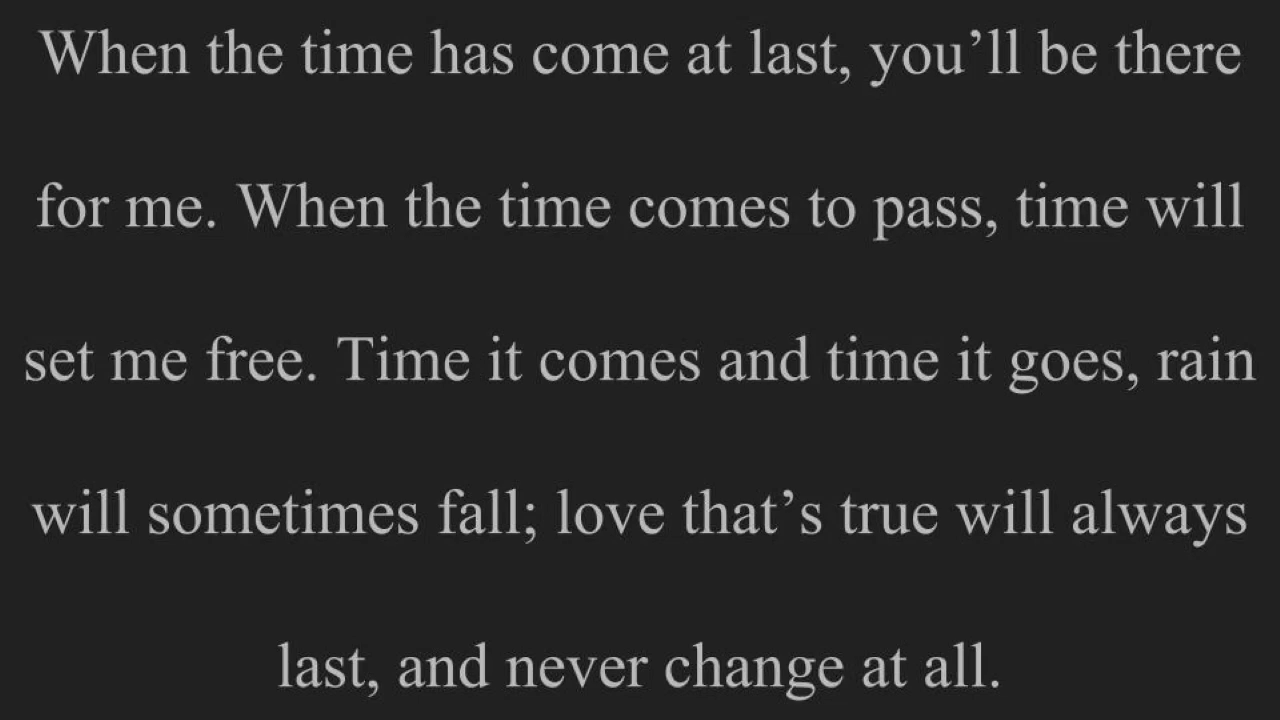 When the time has come at last, you’ll be there
for me. When the time comes to pass, time will
set me free. Time it comes and time it goes, rain
will sometimes fall; love that’s true will always
last, and never change at all.